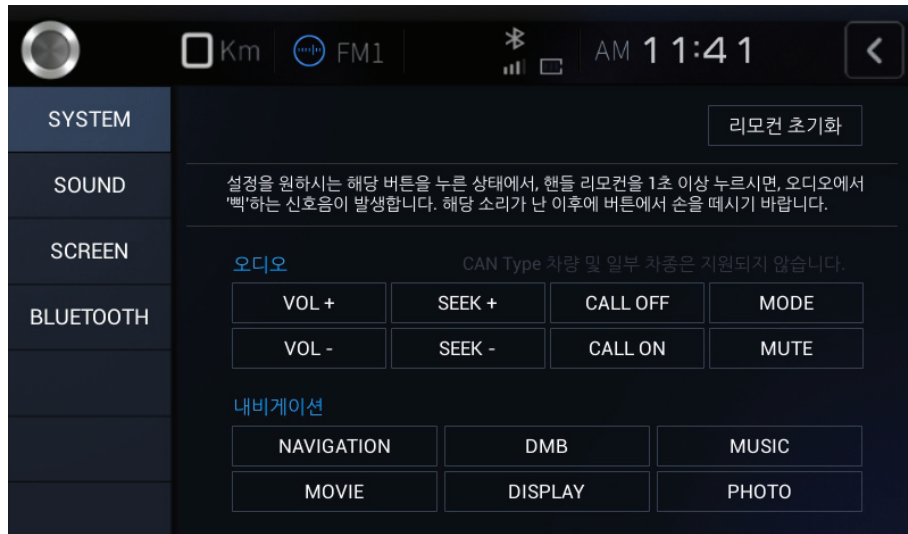 0 Km FM1 AM 11:41
SYSTEM
리모컨 초기화
SOUND
설정을 원하시는 해당 버튼을 누른 상태에서, 핸들 리모컨을 1초 이상 누르시면, 오디오에서
'삑'하는 신호음이 발생합니다. 해당 소리가 난 이후에 버튼에서 손을 떼시기 바랍니다.
SCREEN
BLUETOOTH
오디오 CAN Type 차량 및 일부 차종은 지원되지 않습니다.
VOL + SEEK + CALL OFF MODE
VOL - SEEK - CALL ON MUTE
내비게이션
NAVIGATION DMB MUSIC
MOVIE DISPLAY PHOTO